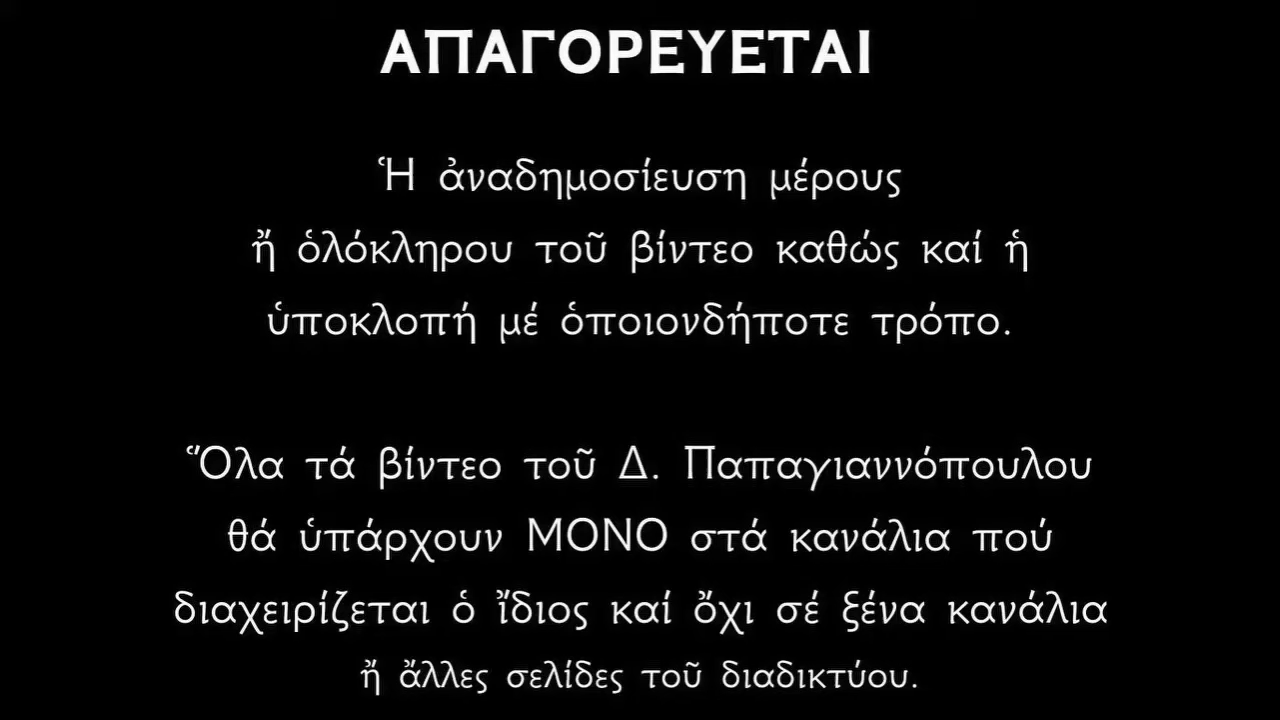 ΑΠΑΓΟΡΕΥΕΤΑΙ
Ἡ ἀναδημοσίευση μέρους
ἤ ὁλόκληρου τοῦ βίντεο καθώς καί ἡ
ὑποκλοπή μέ ὁποιονδήποτε τρόπο.
Ὅλα τά βίντεο τοῦ Δ. Παπαγιαννόπουλου
θά ὑπάρχουν ΜΟΝΟ στά κανάλια πού
διαχειρίζεται ὁ ἴδιος καί ὄχι σέ ξένα κανάλια
ἤ ἄλλες σελίδες τοῦ διαδικτύου.